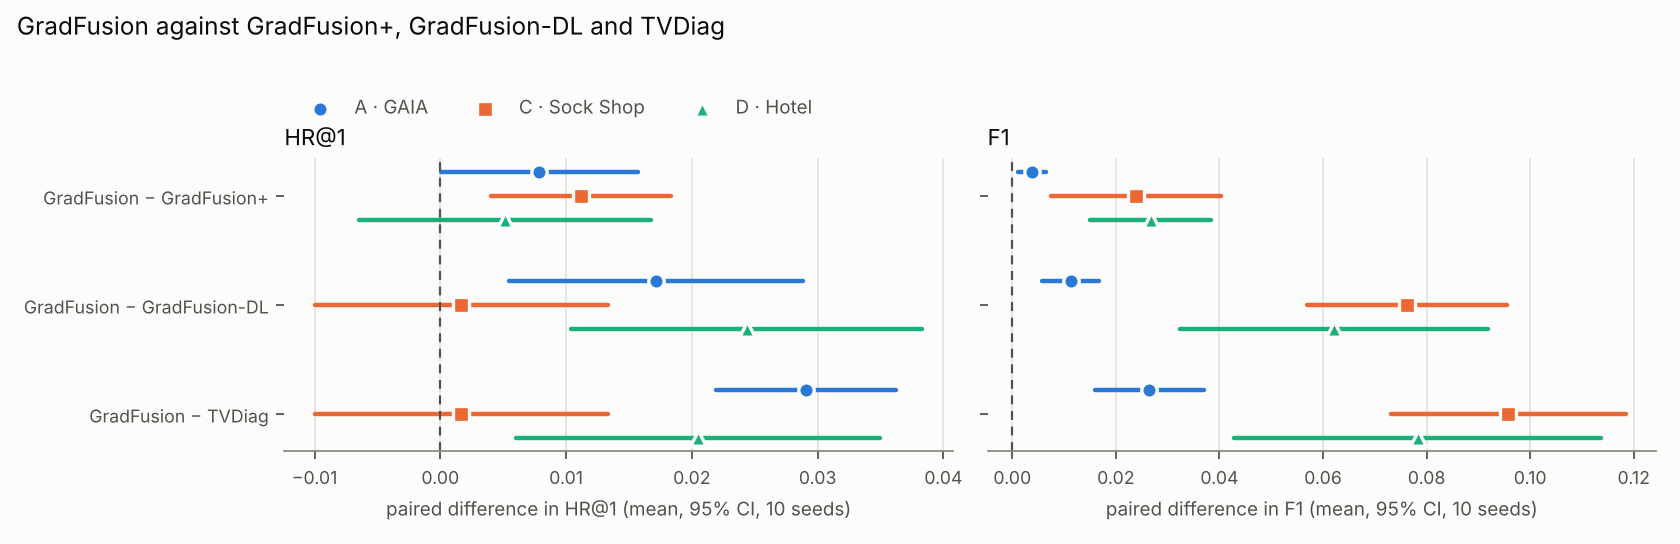 GradFusion against GradFusion+, GradFusion-DL and TVDiag
A · GAIA
C · Sock Shop
D · Hotel
HR@1
F1
GradFusion − GradFusion+
GradFusion − GradFusion-DL
GradFusion − TVDiag
−0.01 0.00 0.01 0.02 0.03 0.04
0.00 0.02 0.04 0.06 0.08 0.10 0.12
paired difference in HR@1 (mean, 95% CI, 10 seeds)
paired difference in F1 (mean, 95% CI, 10 seeds)